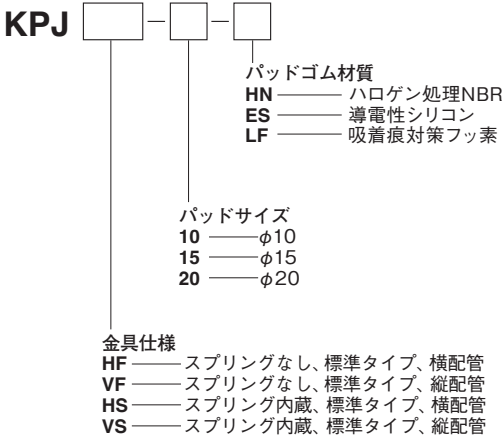 KPJ - -
パッドゴム材質
HN ハロゲン処理NBR
ES 導電性シリコン
LF 吸着痕対策フッ素
パッドサイズ
10 φ10
15 φ15
20 φ20
金具仕様
HF スプリングなし、標準タイプ、横配管
VF スプリングなし、標準タイプ、縦配管
HS スプリング内蔵、標準タイプ、横配管
VS スプリング内蔵、標準タイプ、縦配管